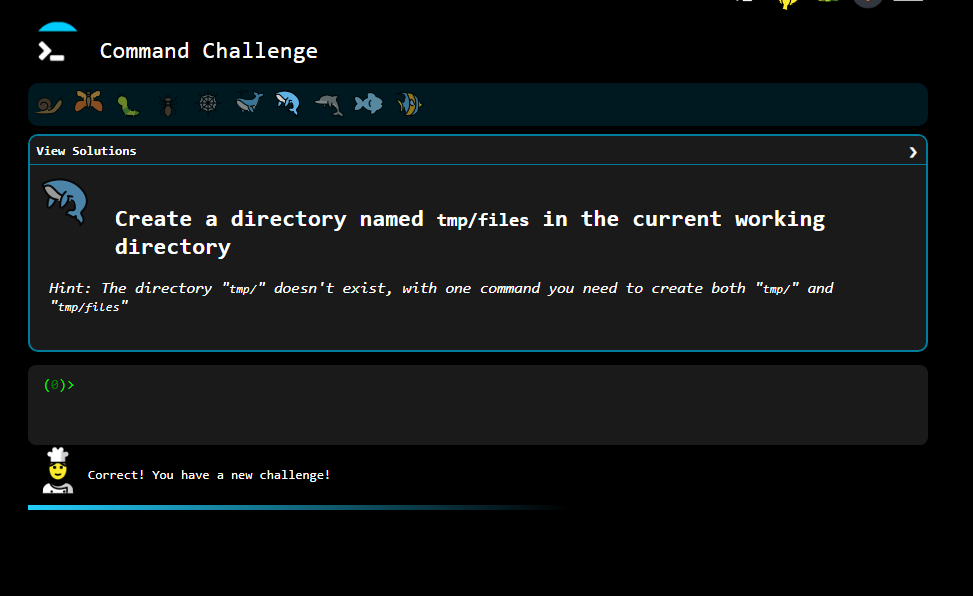 Command Challenge
View Solutions
Create a directory named tmp/files in the current working
directory
Hint: The directory "tmp/" doesn't exist, with one command you need to create both "tmp/" and
"tmp/files"
(0)>
Correct! You have a new challenge!